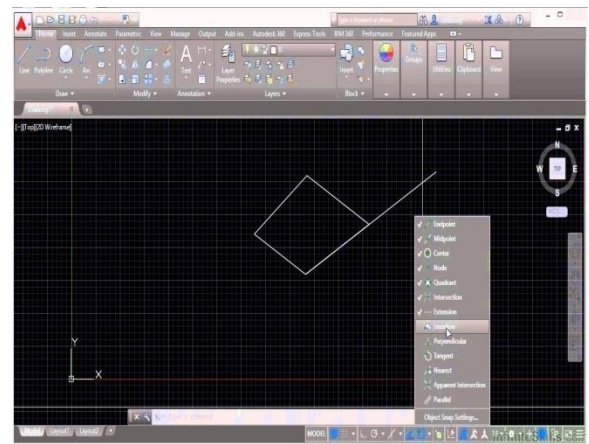 Home Insert Annotate Parametric View Manage Output Add-ins Autodesk 360 Express Tools BIM 360 Performance Featured Apps
Line Polyline Circle Arc Text Layer Properties Insert Properties Groups Utilities Clipboard View
Draw Modify Annotation Layers Block
[-][Top][2D Wireframe]
N
W TOP E
S
Endpoint
Midpoint
Center
Node
Quadrant
Intersection
Extension
Insertion
Perpendicular
Tangent
Nearest
Apparent Intersection
Parallel
Object Snap Settings...
Y
X
Model Layout1 Layout2 +
MODEL
InfiniteSkills